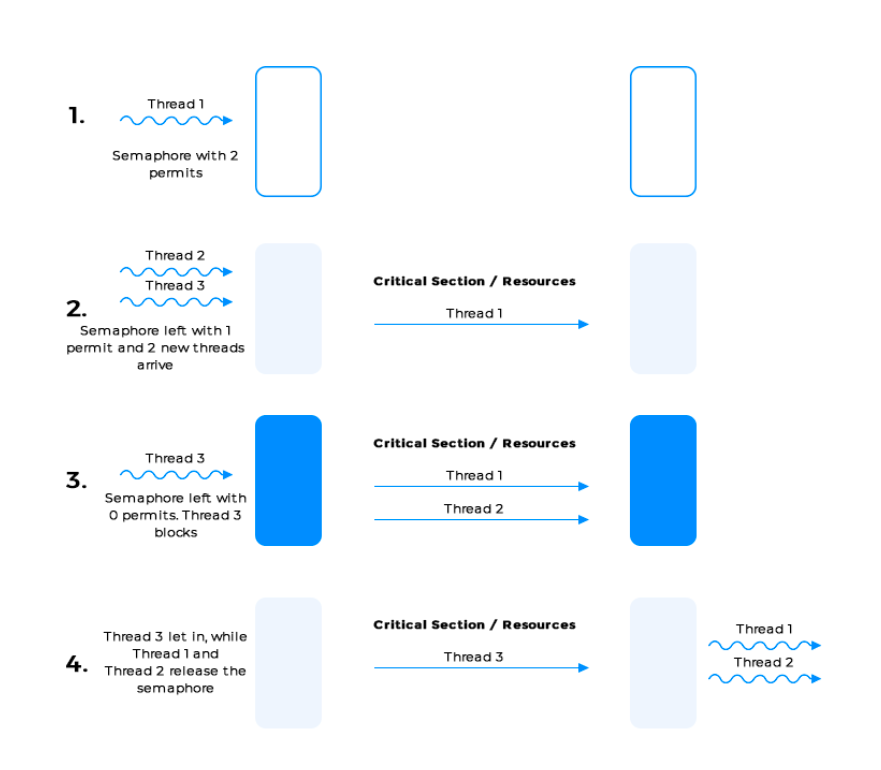 1.
Thread 1
Semaphore with 2
permits
2.
Thread 2
Thread 3
Semaphore left with 1
permit and 2 new threads
arrive
Critical Section / Resources
Thread 1
3.
Thread 3
Semaphore left with
0 permits. Thread 3
blocks
Critical Section / Resources
Thread 1
Thread 2
4.
Thread 3 let in, while
Thread 1 and
Thread 2 release the
semaphore
Critical Section / Resources
Thread 3
Thread 1
Thread 2